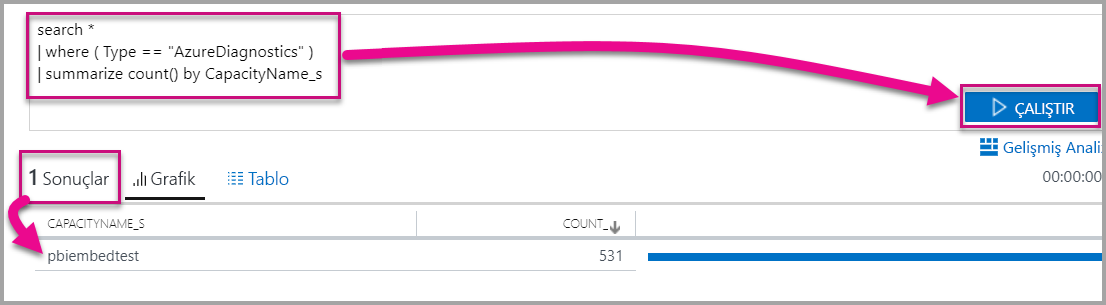 search *
| where ( Type == "AzureDiagnostics" )
| summarize count() by CapacityName_s
ÇALIŞTIR
Gelişmiş Analiz
1 Sonuçlar
Grafik
Tablo
00:00:00
CAPACITYNAME_S
COUNT_
pbiembedtest
531